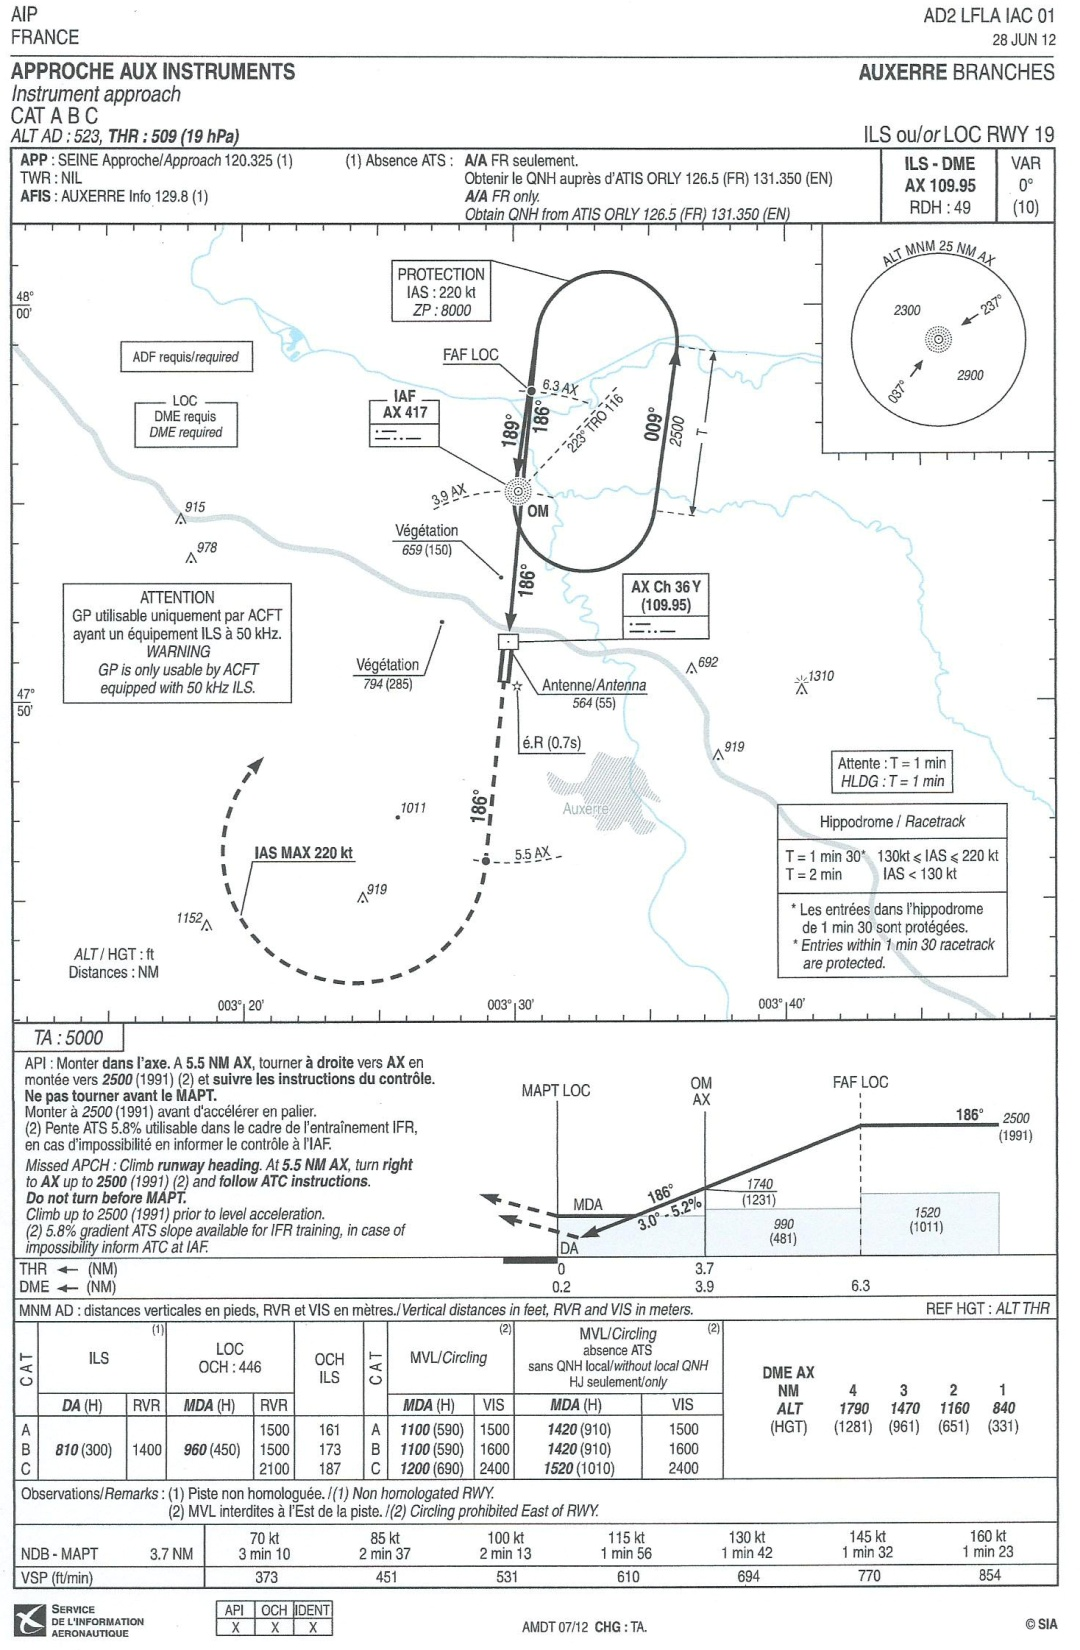 AIP
FRANCE
AD2 LFLA IAC 01
28 JUN 12
APPROCHE AUX INSTRUMENTS
Instrument approach
CAT A B C
ALT AD : 523, THR : 509 (19 hPa)
AUXERRE BRANCHES
ILS ou/or LOC RWY 19
APP : SEINE Approche/Approach 120.325 (1)
TWR : NIL
AFIS : AUXERRE Info 129.8 (1)
(1) Absence ATS : A/A FR seulement.
Obtenir le QNH auprès d'ATIS ORLY 126.5 (FR) 131.350 (EN)
A/A FR only.
Obtain QNH from ATIS ORLY 126.5 (FR) 131.350 (EN)
ILS - DME
AX 109.95
RDH : 49
VAR
0°
(10)
ALT MNM 25 NM AX
2300
237°
2900
037°
48°
00'
PROTECTION
IAS : 220 kt
ZP : 8000
FAF LOC
ADF requis/required
LOC
DME requis
DME required
IAF
AX 417
6.3 AX
189°
186°
223° TRO 116
009°
2500
T
3.9 AX
OM
915
978
Végétation
659 (150)
186°
AX Ch 36 Y
(109.95)
ATTENTION
GP utilisable uniquement par ACFT
ayant un équipement ILS à 50 kHz.
WARNING
GP is only usable by ACFT
equipped with 50 kHz ILS.
Végétation
794 (285)
692
1310
Antenne/Antenna
564 (55)
47°
50'
é.R (0.7s)
919
Attente : T = 1 min
HLDG : T = 1 min
186°
1011
Auxerre
Hippodrome / Racetrack
T = 1 min 30* 130kt ⩽ IAS ⩽ 220 kt
T = 2 min IAS < 130 kt
* Les entrées dans l'hippodrome
de 1 min 30 sont protégées.
* Entries within 1 min 30 racetrack
are protected.
IAS MAX 220 kt
5.5 AX
919
1152
ALT / HGT : ft
Distances : NM
003° 20'
003° 30'
003° 40'
TA : 5000
API : Monter dans l'axe. A 5.5 NM AX, tourner à droite vers AX en
montée vers 2500 (1991) (2) et suivre les instructions du contrôle.
Ne pas tourner avant le MAPT.
Monter à 2500 (1991) avant d'accélérer en palier.
(2) Pente ATS 5.8% utilisable dans le cadre de l'entraînement IFR,
en cas d'impossibilité en informer le contrôle à l'IAF.
Missed APCH : Climb runway heading. At 5.5 NM AX, turn right
to AX up to 2500 (1991) (2) and follow ATC instructions.
Do not turn before MAPT.
Climb up to 2500 (1991) prior to level acceleration.
(2) 5.8% gradient ATS slope available for IFR training, in case of
impossibility inform ATC at IAF.
MAPT LOC
OM
AX
FAF LOC
186°
2500
(1991)
186°
3.0° - 5.2%
1740
(1231)
MDA
DA
990
(481)
1520
(1011)
THR ← (NM) 0 3.7
DME ← (NM) 0.2 3.9 6.3
MNM AD : distances verticales en pieds, RVR et VIS en mètres./Vertical distances in feet, RVR and VIS in meters.
REF HGT : ALT THR
CAT
ILS
(1)
LOC
OCH : 446
OCH
ILS
CAT
MVL/Circling
(2)
MVL/Circling
(2)
absence ATS
sans QNH local/without local QNH
HJ seulement/only
DA (H) RVR MDA (H) RVR MDA (H) VIS MDA (H) VIS
A 1500 161 A 1100 (590) 1500 1420 (910) 1500
B 810 (300) 1400 960 (450) 1500 173 B 1100 (590) 1600 1420 (910) 1600
C 2100 187 C 1200 (690) 2400 1520 (1010) 2400
DME AX
NM 4 3 2 1
ALT 1790 1470 1160 840
(HGT) (1281) (961) (651) (331)
Observations/Remarks : (1) Piste non homologuée. /(1) Non homologated RWY.
(2) MVL interdites à l'Est de la piste. /(2) Circling prohibited East of RWY.
70 kt 85 kt 100 kt 115 kt 130 kt 145 kt 160 kt
NDB - MAPT 3.7 NM 3 min 10 2 min 37 2 min 13 1 min 56 1 min 42 1 min 32 1 min 23
VSP (ft/min) 373 451 531 610 694 770 854
SERVICE
DE L'INFORMATION
AERONAUTIQUE
API OCH IDENT
X X X
AMDT 07/12 CHG : TA.
© SIA